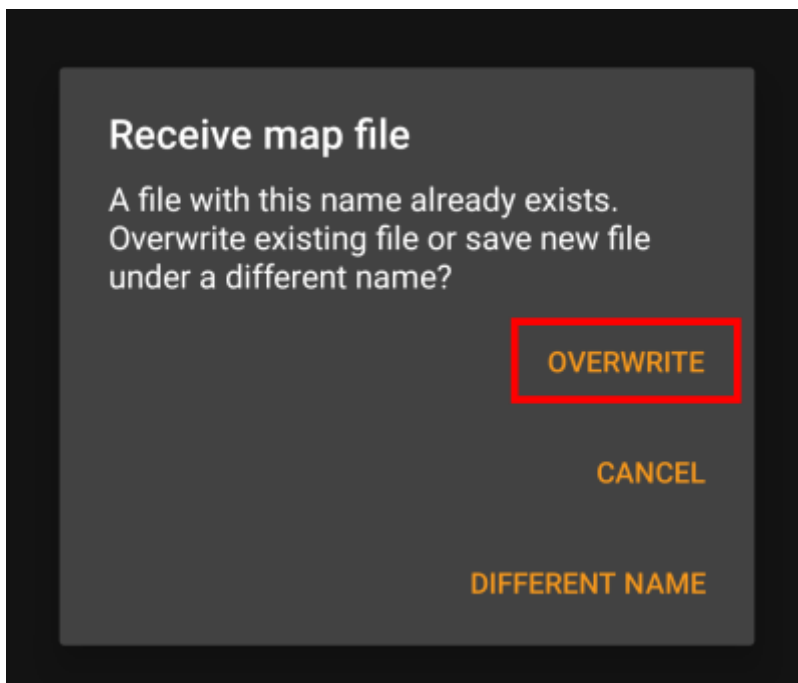 Receive map file
A file with this name already exists.
Overwrite existing file or save new file
under a different name?
OVERWRITE
CANCEL
DIFFERENT NAME